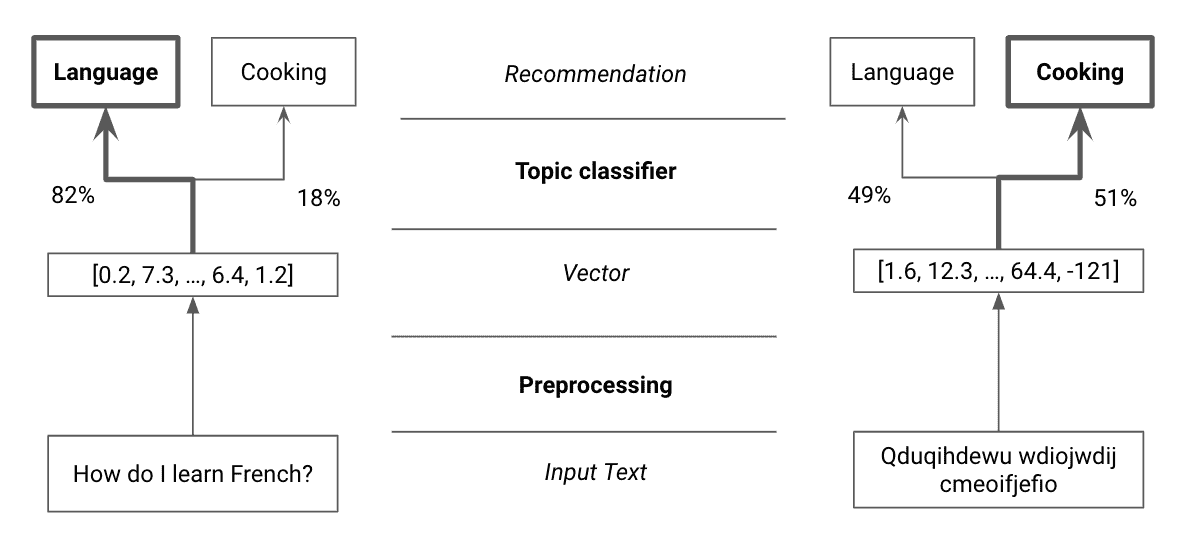 Language
Cooking
Recommendation
Language
Cooking
82%
18%
Topic classifier
49%
51%
[0.2, 7.3, ..., 6.4, 1.2]
Vector
[1.6, 12.3, ..., 64.4, -121]
Preprocessing
How do I learn French?
Input Text
Qduqihdewu wdiojwdij
cmeoifjefio